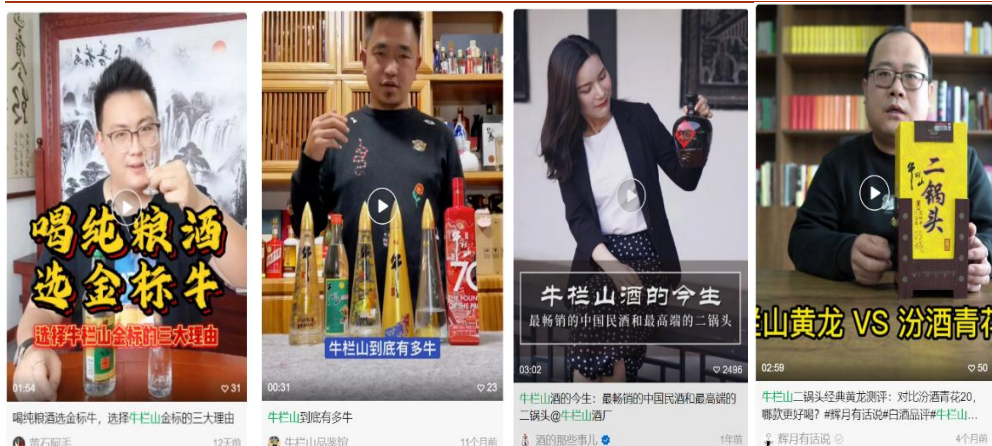 喝纯粮酒
选金标牛
选择牛栏山金标的三大理由
01:54
31
喝纯粮酒选金标牛,选择牛栏山金标的三大理由
黄石阿毛
12天前
牛栏山到底有多牛
00:31
23
牛栏山到底有多牛
牛栏山品鉴馆
11个月前
牛栏山酒的今生
最畅销的中国民酒和最高端的二锅头
03:02
2496
牛栏山酒的今生:最畅销的中国民酒和最高端的
二锅头@牛栏山酒厂
酒的那些事儿
1年前
牛栏山
二锅头
山黄龙 VS 汾酒青花
02:59
50
牛栏山二锅头经典黄龙测评:对比汾酒青花20,
哪款更好喝?#辉月有话说#白酒品评#牛栏山...
辉月有话说
4个月前